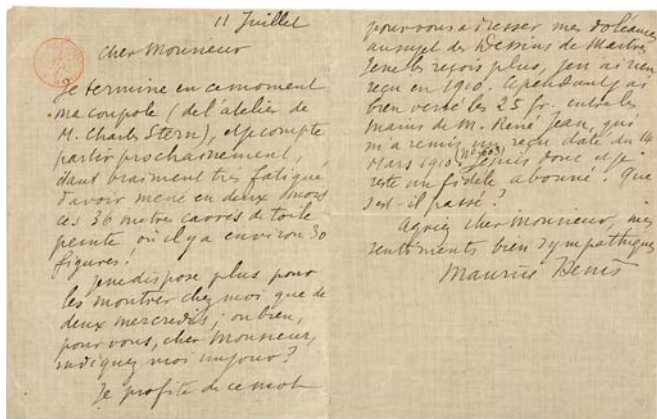 11 Juillet
cher Monsieur
Je termine en ce moment
ma coupole (de l'atelier de
M. Charles Stern), et je compte
partir prochainement,
étant vraiment très fatigué
d'avoir mené en deux mois
ces 36 mètres carrés de toile
peinte où il y a environ 30
figures!
Je ne dispose plus pour
les montrer chez moi que de
deux mercredis; ou bien,
pour vous, cher Monsieur,
indiquez moi un jour?
Je profite de ce mot
pour vous adresser mes doléances
au sujet des Dessins de Maîtres
Je ne les reçois plus, je n'ai rien
reçu en 1910. Cependant j'ai
bien versé les 25 fr. entre les
mains de M. René Jean, qui
m'a remis un reçu daté du 14
Mars 1910 (N° 603) je
reste un fidèle abonné. Que
s'est-il passé?
Agréez cher Monsieur, mes
sentiments bien sympathiques
Maurice Denis